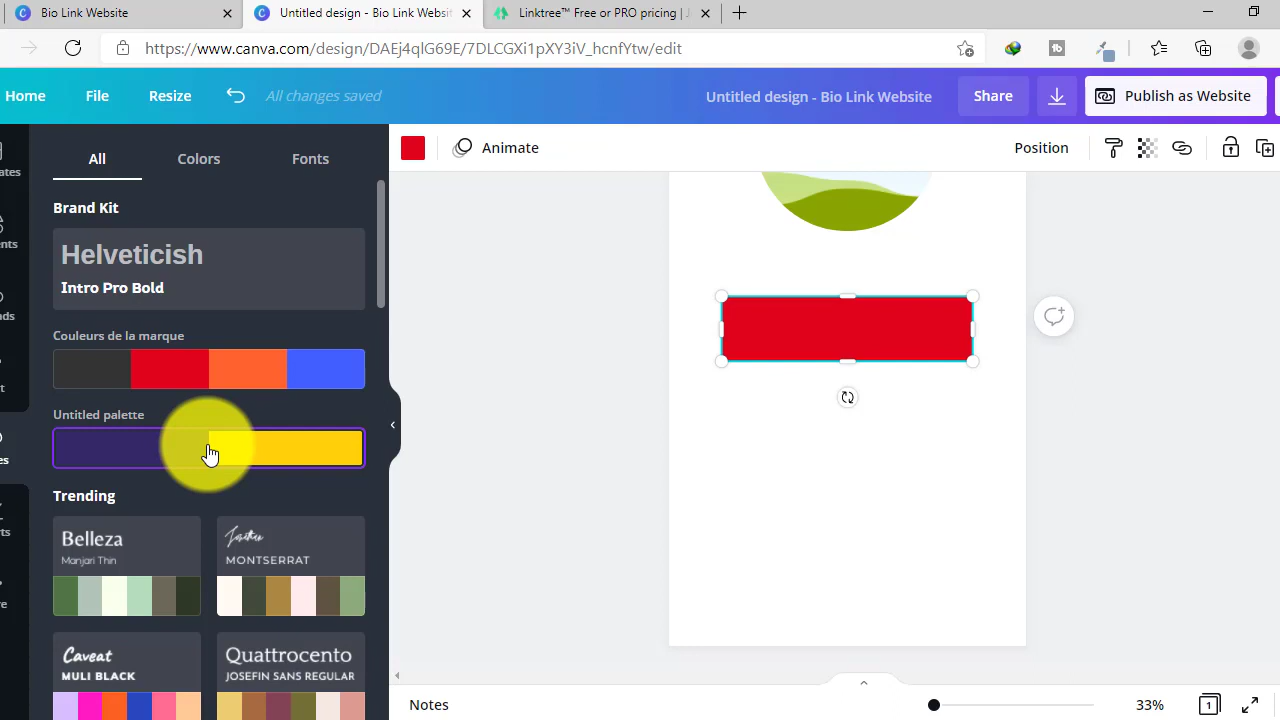 Bio Link Website
Untitled design - Bio Link Websit
Linktree™ Free or PRO pricing |
https://www.canva.com/design/DAEj4qlG69E/7DLCGXi1pXY3iV_hcnfYtw/edit
Home
File
Resize
All changes saved
Untitled design - Bio Link Website
Share
Publish as Website
All
Colors
Fonts
Animate
Position
Brand Kit
Helveticish
Intro Pro Bold
Couleurs de la marque
Untitled palette
Trending
Belleza
Manjari Thin
Together
MONTSERRAT
Caveat
MULI BLACK
Quattrocento
JOSEFIN SANS REGULAR
Notes
33%
1